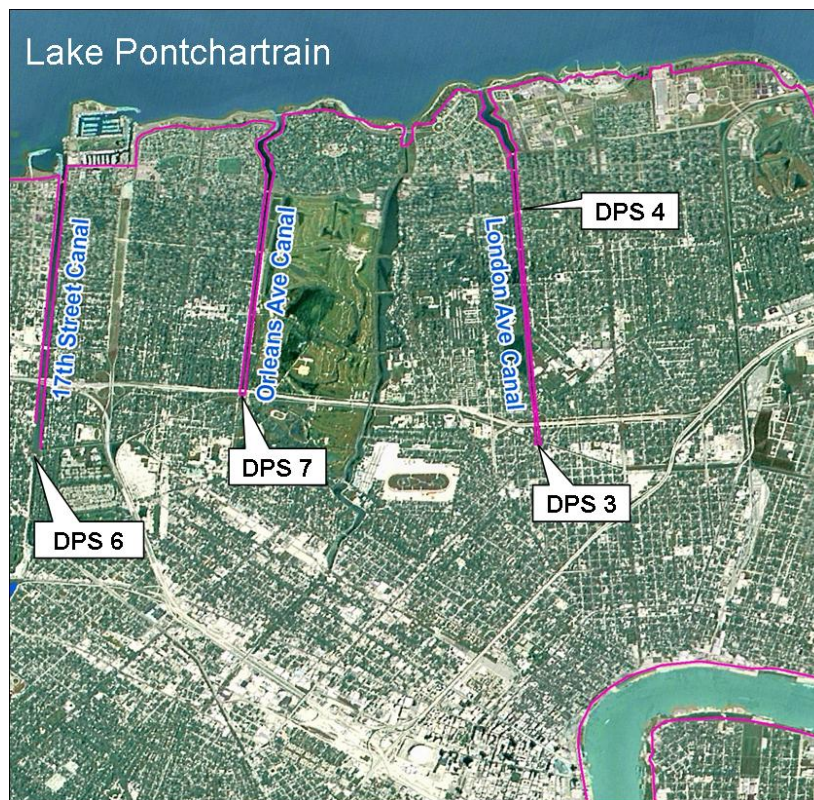 Lake Pontchartrain
DPS 4
17th Street Canal
Orleans Ave Canal
London Ave Canal
DPS 7
DPS 3
DPS 6